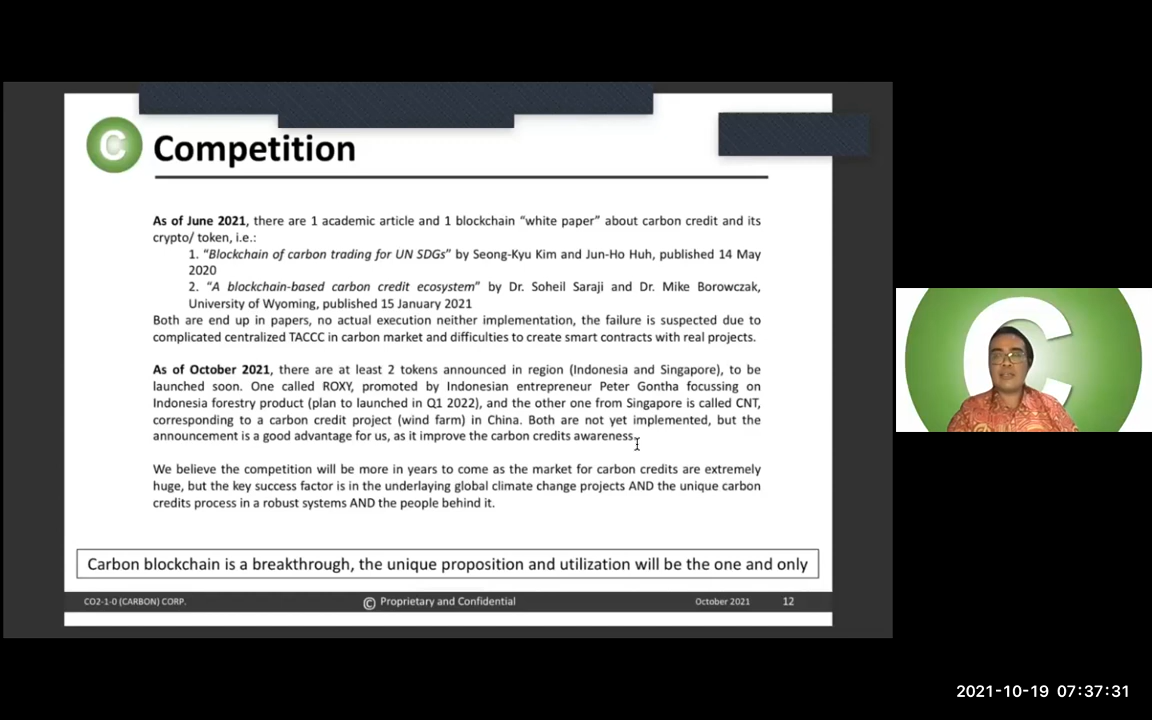 C Competition
As of June 2021, there are 1 academic article and 1 blockchain “white paper” about carbon credit and its
crypto/ token, i.e.:
1. “Blockchain of carbon trading for UN SDGs” by Seong-Kyu Kim and Jun-Ho Huh, published 14 May
2020
2. “A blockchain-based carbon credit ecosystem” by Dr. Soheil Saraji and Dr. Mike Borowczak,
University of Wyoming, published 15 January 2021
Both are end up in papers, no actual execution neither implementation, the failure is suspected due to
complicated centralized TACCC in carbon market and difficulties to create smart contracts with real projects.
As of October 2021, there are at least 2 tokens announced in region (Indonesia and Singapore), to be
launched soon. One called ROXY, promoted by Indonesian entrepreneur Peter Gontha focussing on
Indonesia forestry product (plan to launched in Q1 2022), and the other one from Singapore is called CNT,
corresponding to a carbon credit project (wind farm) in China. Both are not yet implemented, but the
announcement is a good advantage for us, as it improve the carbon credits awareness.
We believe the competition will be more in years to come as the market for carbon credits are extremely
huge, but the key success factor is in the underlaying global climate change projects AND the unique carbon
credits process in a robust systems AND the people behind it.
Carbon blockchain is a breakthrough, the unique proposition and utilization will be the one and only
CO2-1-0 (CARBON) CORP. © Proprietary and Confidential October 2021 12
C
2021-10-19 07:37:31